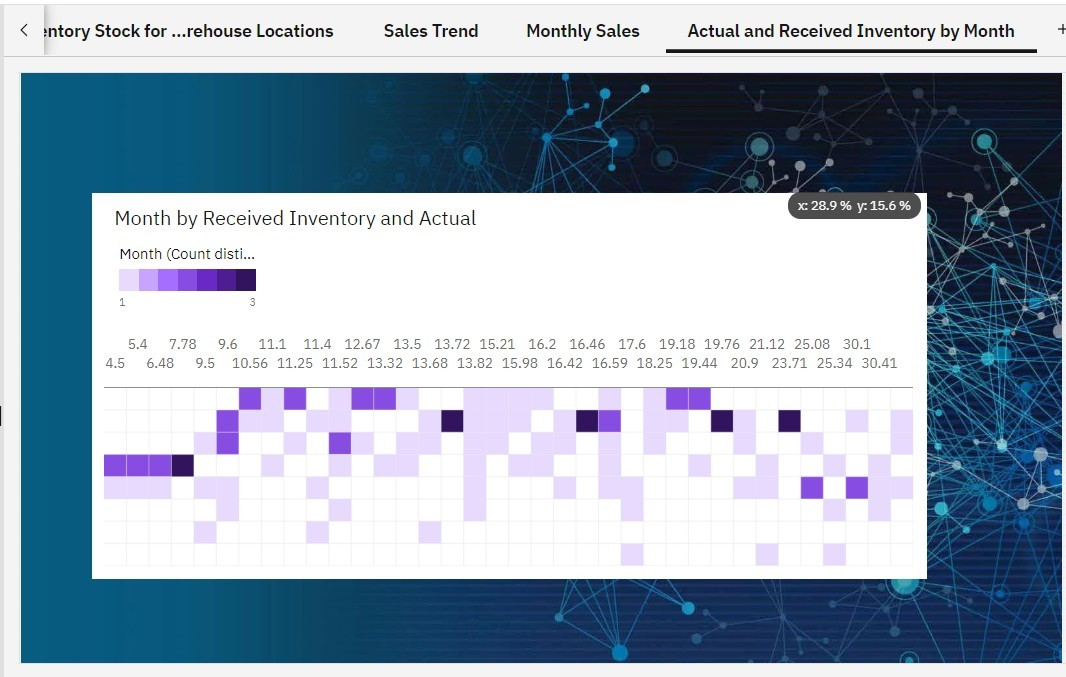 entory Stock for ...rehouse Locations Sales Trend Monthly Sales Actual and Received Inventory by Month +
x: 28.9 % y: 15.6 %
Month by Received Inventory and Actual
Month (Count disti...
1 3
5.4 7.78 9.6 11.1 11.4 12.67 13.5 13.72 15.21 16.2 16.46 17.6 19.18 19.76 21.12 25.08 30.1
4.5 6.48 9.5 10.56 11.25 11.52 13.32 13.68 13.82 15.98 16.42 16.59 18.25 19.44 20.9 23.71 25.34 30.41